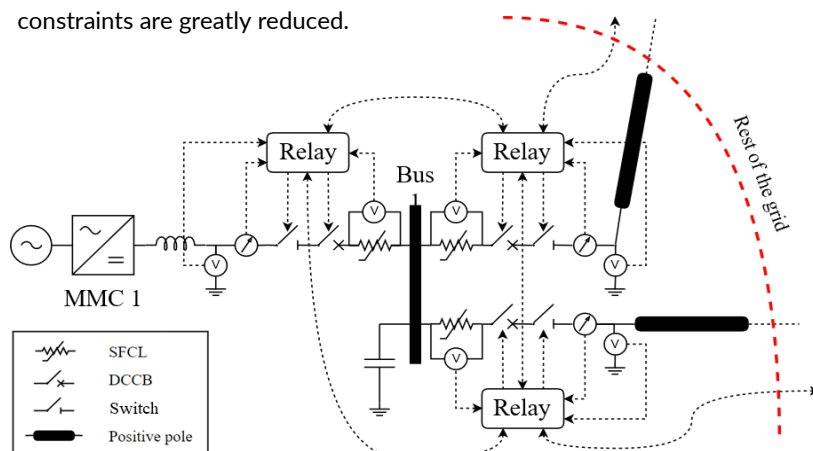 constraints are greatly reduced.
Rest of the grid
Relay
Relay
Bus
1
V
V
V
V
V
MMC 1
V
V
SFCL
DCCB
Switch
Positive pole
Relay